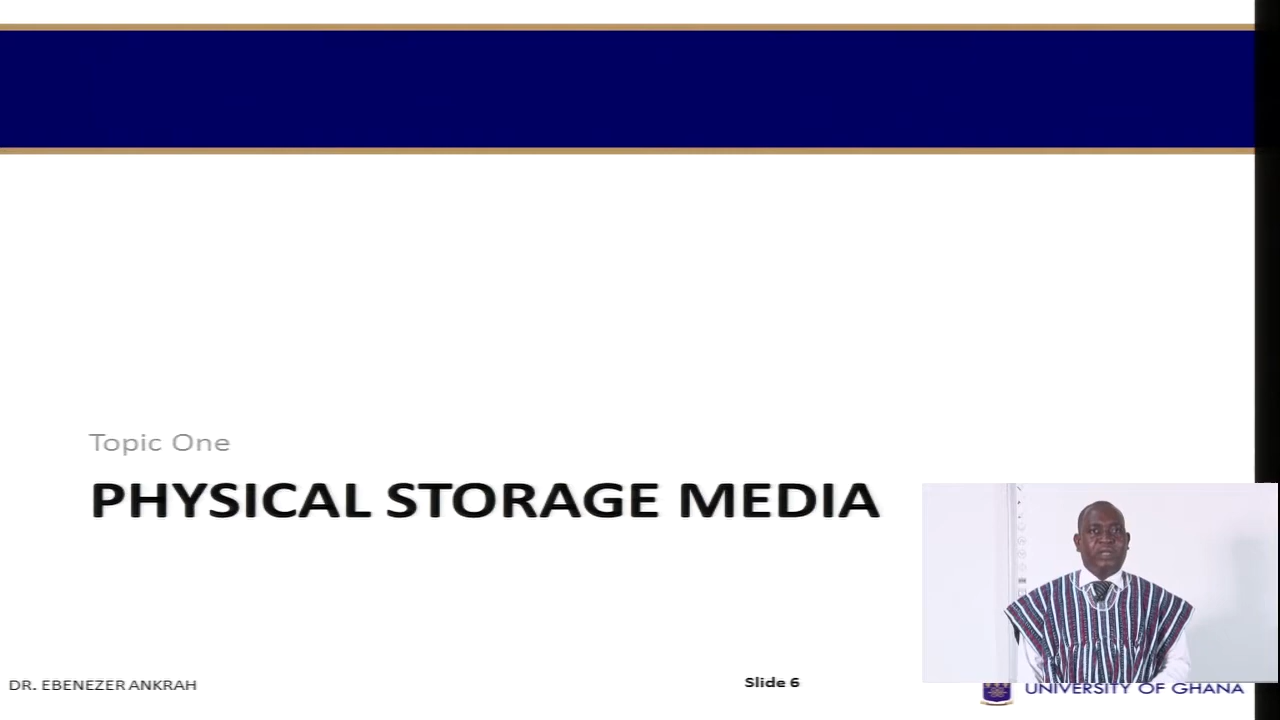 Topic One
PHYSICAL STORAGE MEDIA
DR. EBENEZER ANKRAH
Slide 6
UNIVERSITY OF GHANA